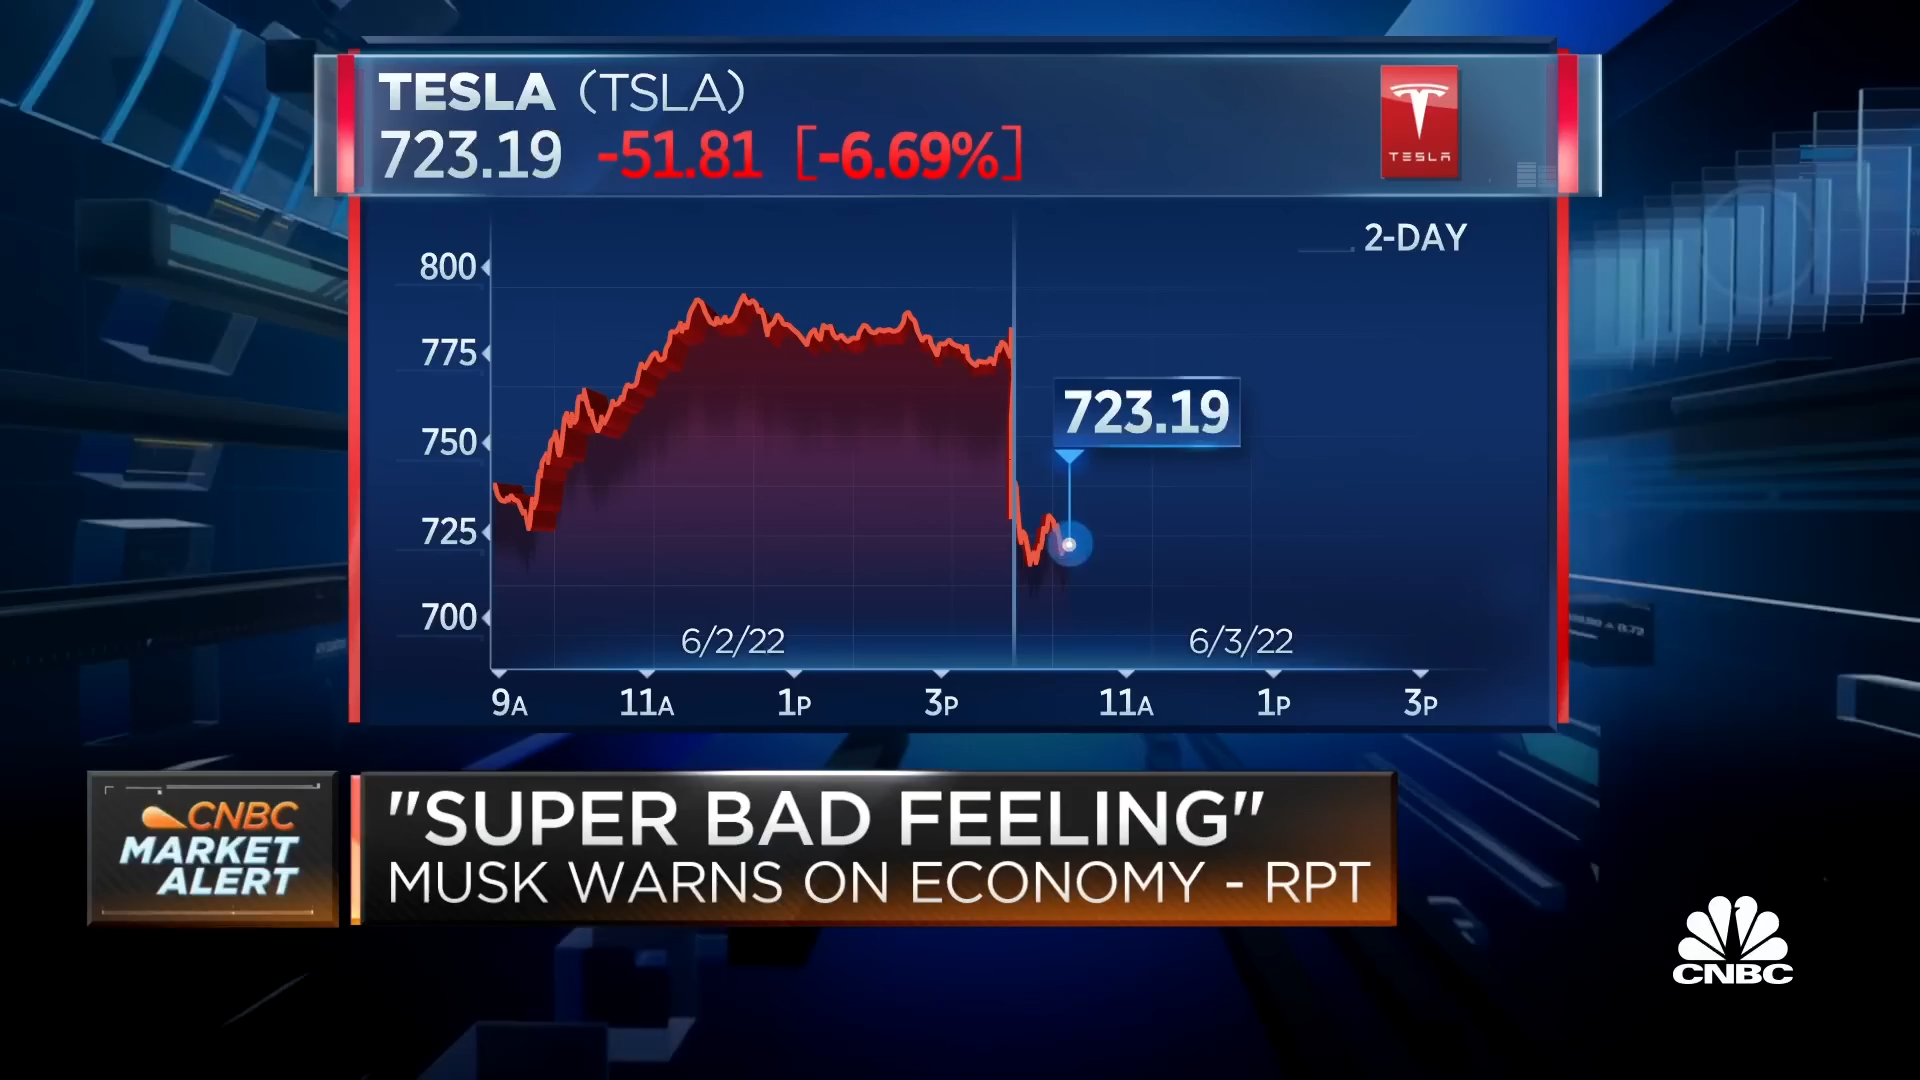 TESLA (TSLA)
723.19 -51.81 [-6.69%]
TESLA
2-DAY
800
775
750
725
700
723.19
6/2/22 6/3/22
9A 11A 1P 3P 11A 1P 3P
CNBC
MARKET
ALERT
"SUPER BAD FEELING"
MUSK WARNS ON ECONOMY - RPT
CNBC